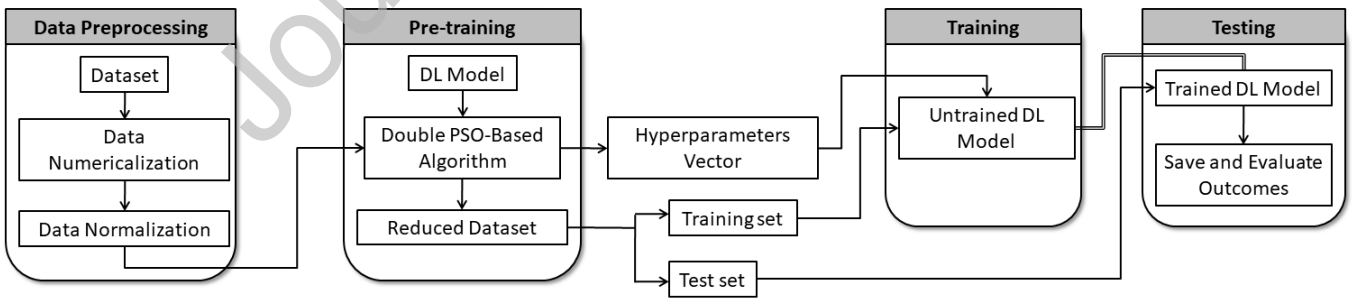 Data Preprocessing
Dataset
Data
Numericalization
Data Normalization
Pre-training
DL Model
Double PSO-Based
Algorithm
Reduced Dataset
Hyperparameters
Vector
Training set
Test set
Training
Untrained DL
Model
Testing
Trained DL Model
Save and Evaluate
Outcomes
Jou